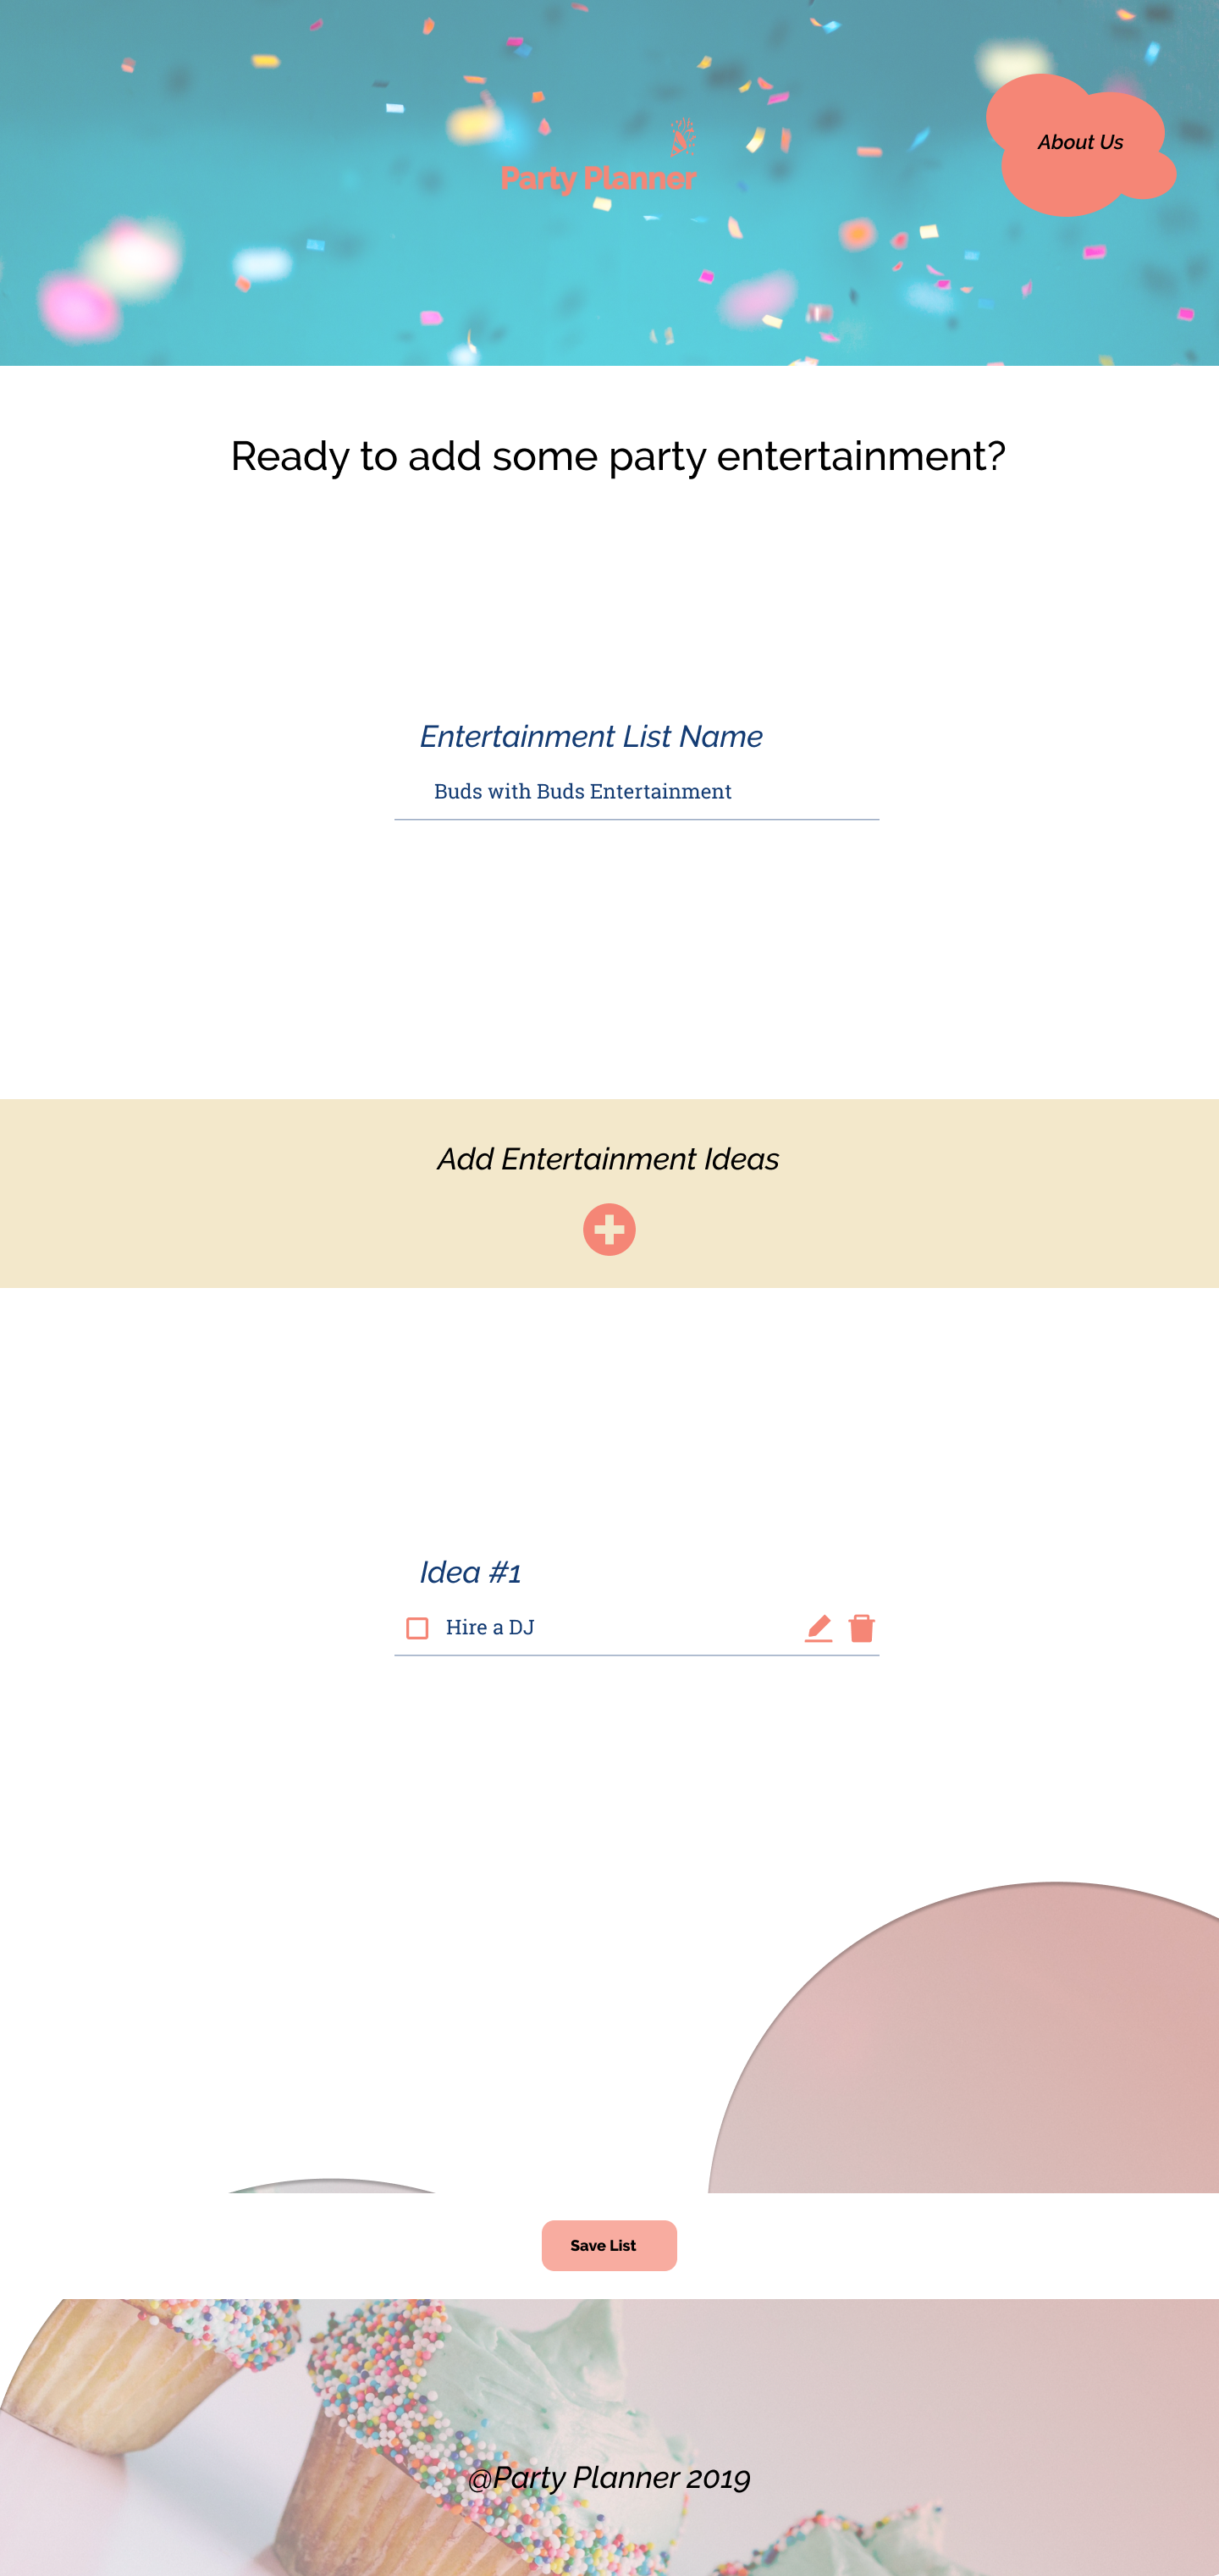 Party Planner
About Us
Ready to add some party entertainment?
Entertainment List Name
Buds with Buds Entertainment
Add Entertainment Ideas
Idea #1
Hire a DJ
Save List
@Party Planner 2019